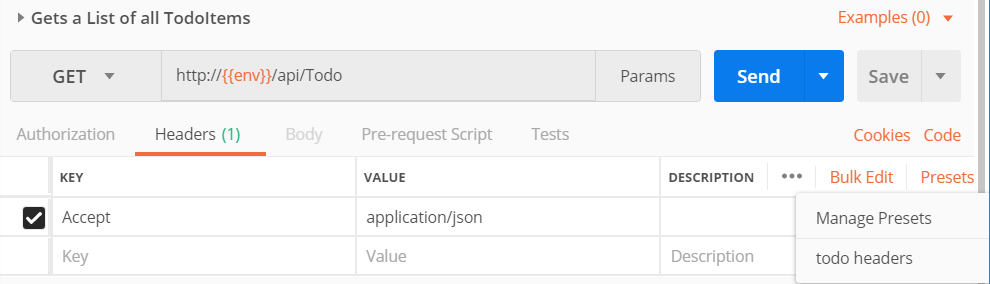 Gets a List of all TodoItems Examples (0)
GET http://{{env}}/api/Todo Params Send Save
Authorization Headers (1) Body Pre-request Script Tests Cookies Code
KEY VALUE DESCRIPTION ••• Bulk Edit Presets
Accept application/json
Manage Presets
Key Value Description
todo headers